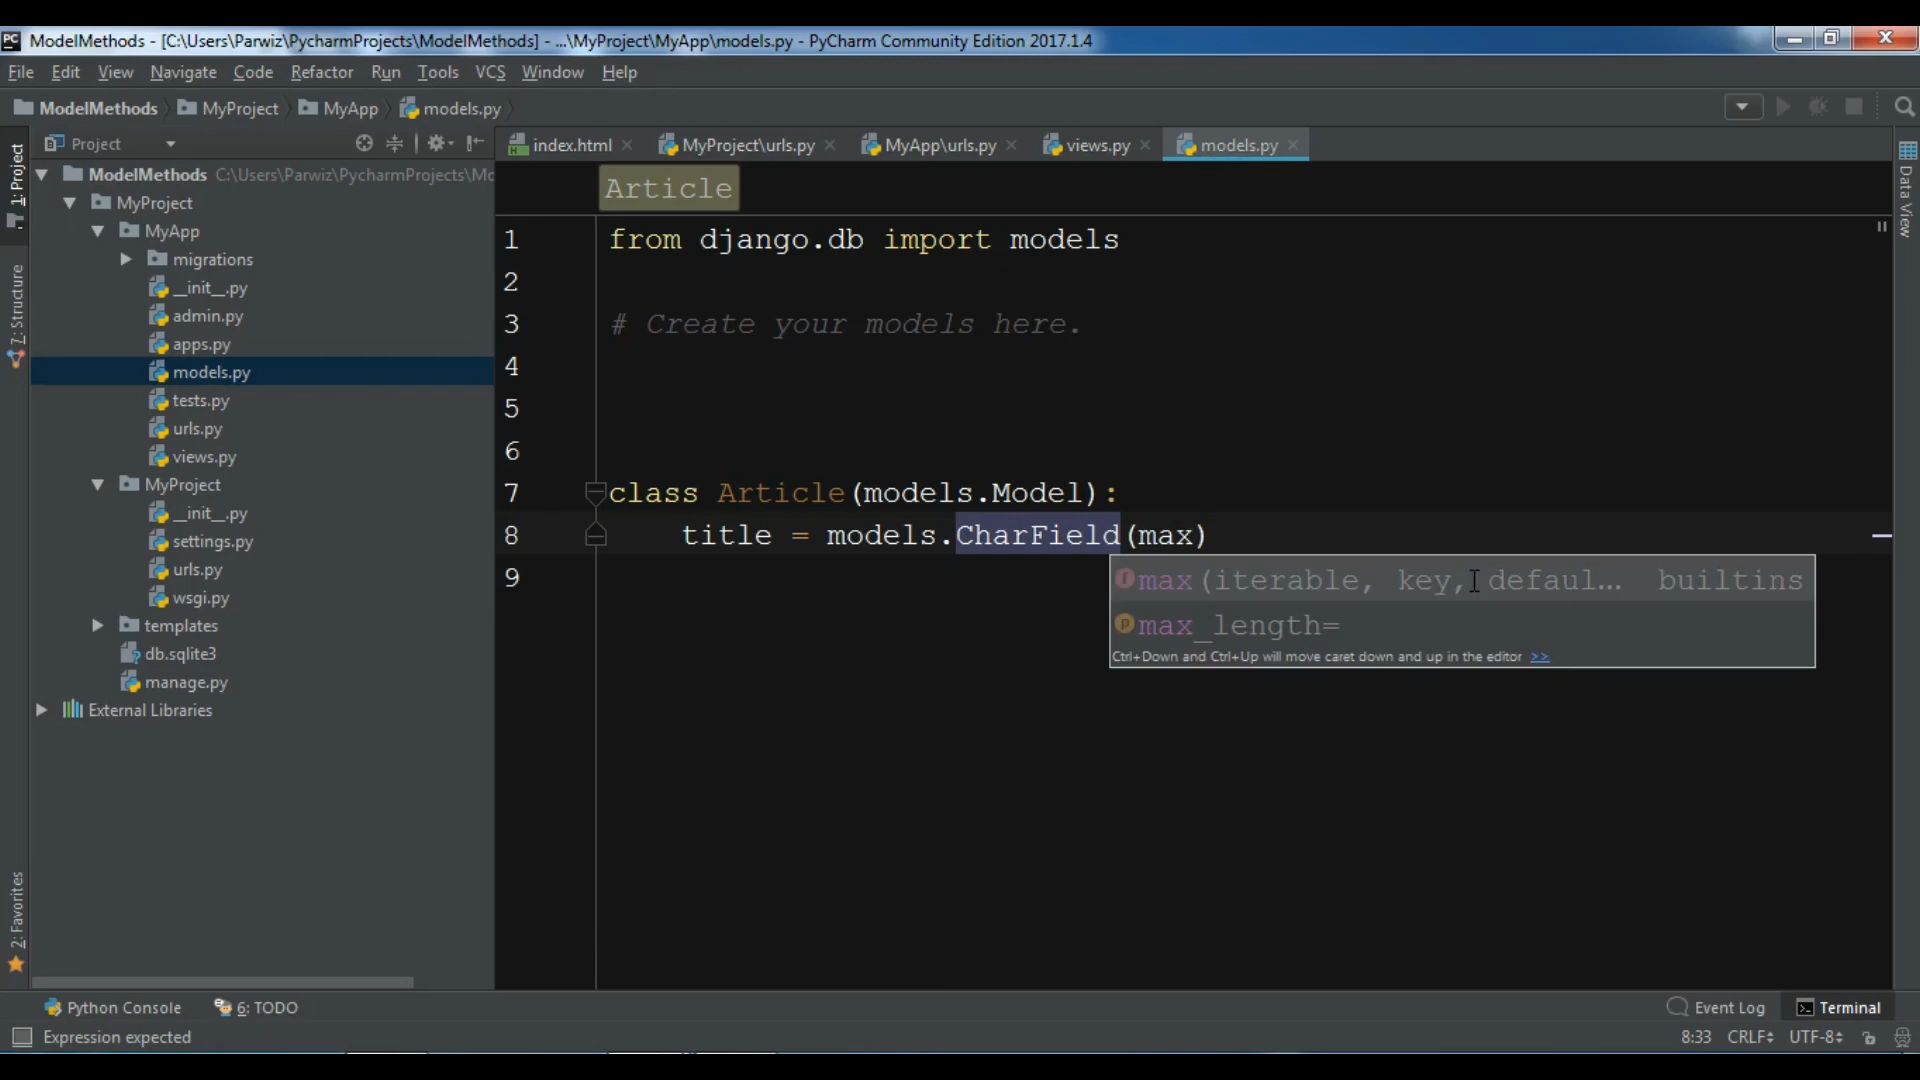 ModelMethods - [C:\Users\Parwiz\PycharmProjects\ModelMethods] - ...\MyProject\MyApp\models.py - PyCharm Community Edition 2017.1.4
File Edit View Navigate Code Refactor Run Tools VCS Window Help
ModelMethods MyProject MyApp models.py
Project
index.html MyProject\urls.py MyApp\urls.py views.py models.py
1: Project
7: Structure
2: Favorites
ModelMethods C:\Users\Parwiz\PycharmProjects\Mo
MyProject
MyApp
migrations
__init__.py
admin.py
apps.py
models.py
tests.py
urls.py
views.py
MyProject
__init__.py
settings.py
urls.py
wsgi.py
templates
db.sqlite3
manage.py
External Libraries
Article
1 from django.db import models
2
3 # Create your models here.
4
5
6
7 class Article(models.Model):
8 title = models.CharField(max)
9
max(iterable, key, defaul... builtins
max_length=
Ctrl+Down and Ctrl+Up will move caret down and up in the editor >>
Data View
Python Console 6: TODO Event Log Terminal
Expression expected 8:33 CRLF UTF-8